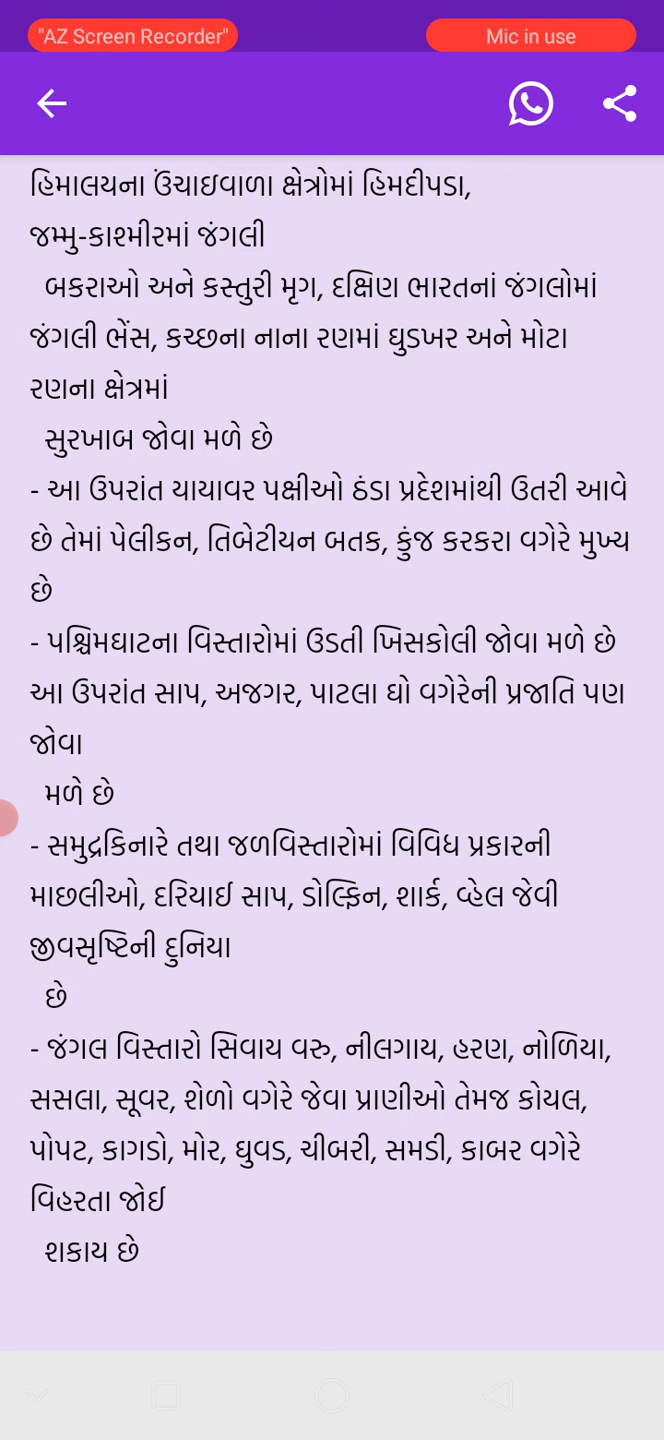 "AZ Screen Recorder"
Mic in use
હિમાલયના ઉંચાઇવાળા ક્ષેત્રોમાં હિમદીપડા,
જમ્મુ-કાશ્મીરમાં જંગલી
બકરાઓ અને કસ્તુરી મૃગ, દક્ષિણ ભારતનાં જંગલોમાં
જંગલી ભેંસ, કચ્છના નાના રણમાં ઘુડખર અને મોટા
રણના ક્ષેત્રમાં
સુરખાબ જોવા મળે છે
- આ ઉપરાંત યાયાવર પક્ષીઓ ઠંડા પ્રદેશમાંથી ઉતરી આવે
છે તેમાં પેલીકન, તિબેટીયન બતક, કુંજ કરકરા વગેરે મુખ્ય
છે
- પશ્ચિમઘાટના વિસ્તારોમાં ઉડતી ખિસકોલી જોવા મળે છે
આ ઉપરાંત સાપ, અજગર, પાટલા ઘો વગેરેની પ્રજાતિ પણ
જોવા
મળે છે
- સમુદ્રકિનારે તથા જળવિસ્તારોમાં વિવિધ પ્રકારની
માછલીઓ, દરિયાઈ સાપ, ડોલ્ફિન, શાર્ક, વ્હેલ જેવી
જીવસૃષ્ટિની દુનિયા
છે
- જંગલ વિસ્તારો સિવાય વરુ, નીલગાય, હરણ, નોળિયા,
સસલા, સૂવર, શેળો વગેરે જેવા પ્રાણીઓ તેમજ કોયલ,
પોપટ, કાગડો, મોર, ઘુવડ, ચીબરી, સમડી, કાબર વગેરે
વિહરતા જોઈ
શકાય છે